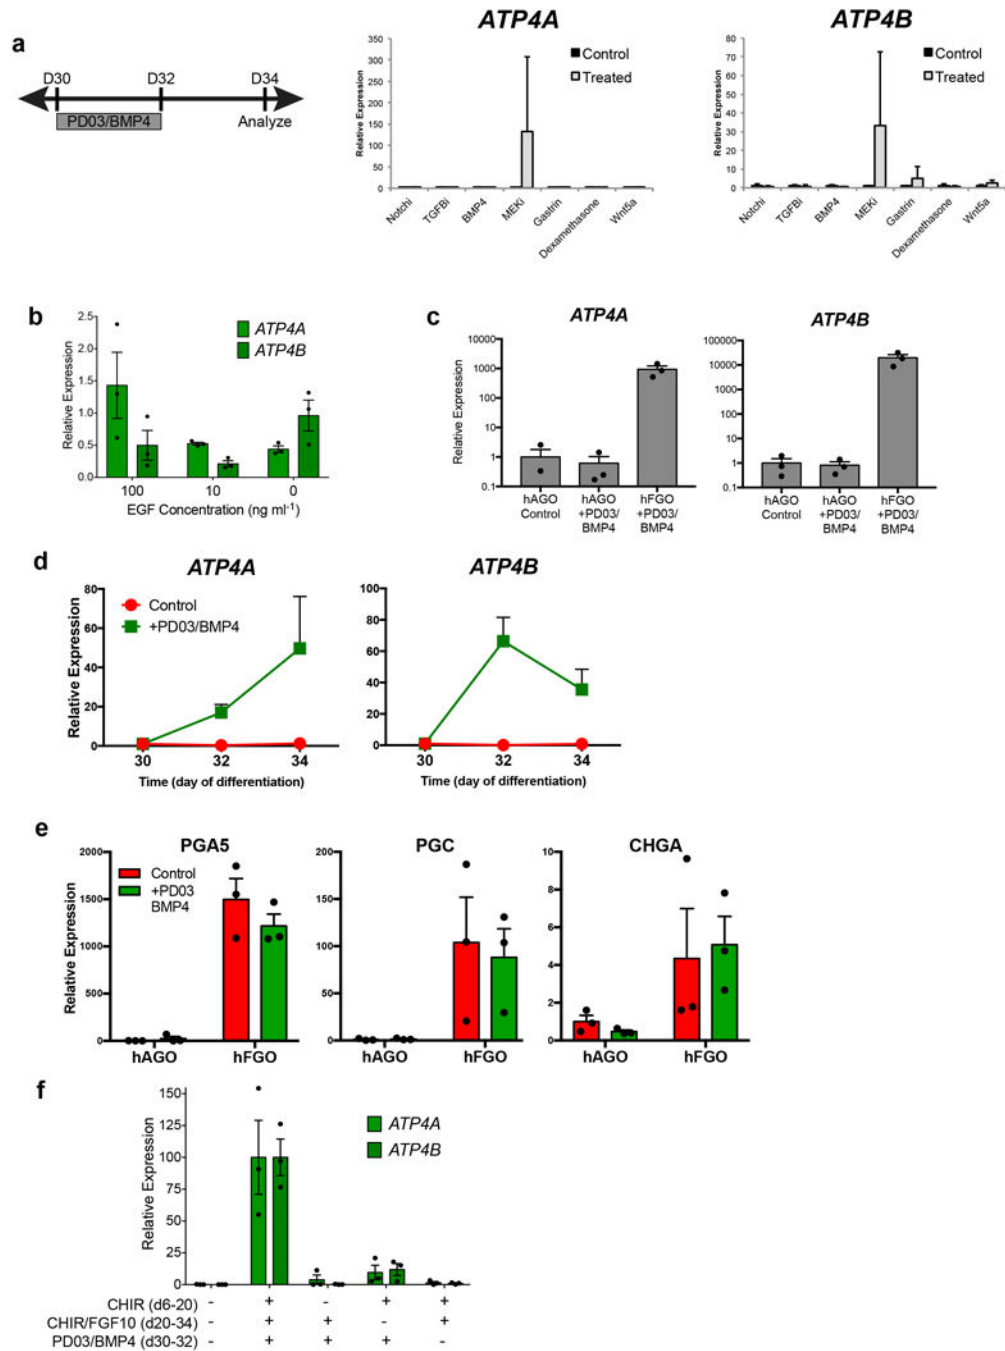 a
D30 D32 D34
PD03/BMP4
Analyze
ATP4A
Relative Expression
350
300
250
200
150
100
50
0
Control
Treated
Notchi TGFBi BMP4 MEKi Gastrin Dexamethasone Wnt5a
ATP4B
Relative Expression
80
70
60
50
40
30
20
10
0
Control
Treated
Notchi TGFBi BMP4 MEKi Gastrin Dexamethasone Wnt5a
b
Relative Expression
2.5
2.0
1.5
1.0
0.5
0.0
ATP4A
ATP4B
100 10 0
EGF Concentration (ng ml-1)
c
ATP4A
Relative Expression
10000
1000
100
10
1
0.1
hAGO hAGO hFGO
Control +PD03/ +PD03/
BMP4 BMP4
ATP4B
100000
10000
1000
100
10
1
0.1
hAGO hAGO hFGO
Control +PD03/ +PD03/
BMP4 BMP4
d
ATP4A
Relative Expression
80
60
40
20
0
Control
+PD03/BMP4
30 32 34
Time (day of differentiation)
ATP4B
100
80
60
40
20
0
30 32 34
Time (day of differentiation)
e
PGA5
Relative Expression
2000
1500
1000
500
0
Control
+PD03
BMP4
hAGO hFGO
PGC
200
150
100
50
0
hAGO hFGO
CHGA
10
8
6
4
2
0
hAGO hFGO
f
Relative Expression
150
125
100
75
50
25
0
ATP4A
ATP4B
CHIR (d6-20) - + - + +
CHIR/FGF10 (d20-34) - + + - +
PD03/BMP4 (d30-32) - + + + -